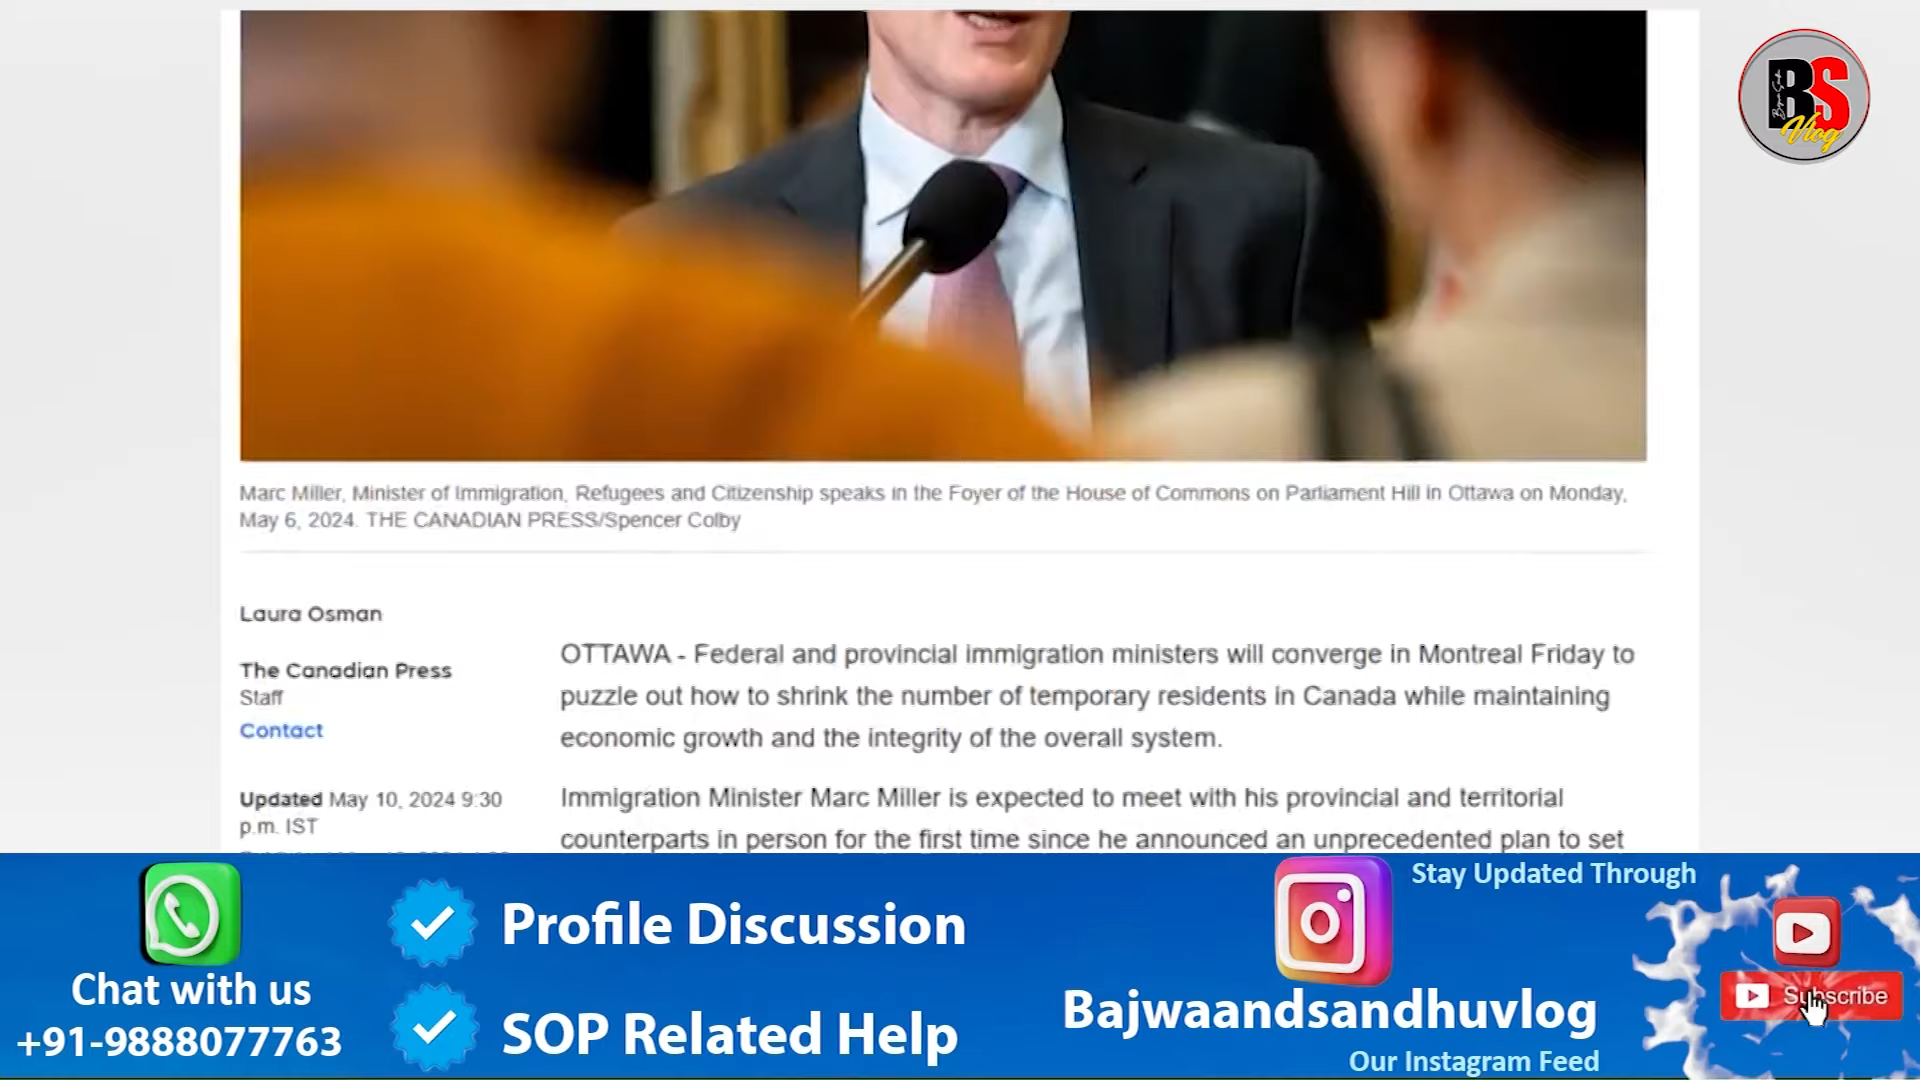 BS
Vlog
Marc Miller, Minister of Immigration, Refugees and Citizenship speaks in the Foyer of the House of Commons on Parliament Hill in Ottawa on Monday,
May 6, 2024. THE CANADIAN PRESS/Spencer Colby
Laura Osman
The Canadian Press
Staff
Contact
Updated May 10, 2024 9:30
p.m. IST
OTTAWA - Federal and provincial immigration ministers will converge in Montreal Friday to
puzzle out how to shrink the number of temporary residents in Canada while maintaining
economic growth and the integrity of the overall system.
Immigration Minister Marc Miller is expected to meet with his provincial and territorial
counterparts in person for the first time since he announced an unprecedented plan to set
Chat with us
+91-9888077763
Profile Discussion
SOP Related Help
Stay Updated Through
Bajwaandsandhuvlog
Our Instagram Feed
Subscribe